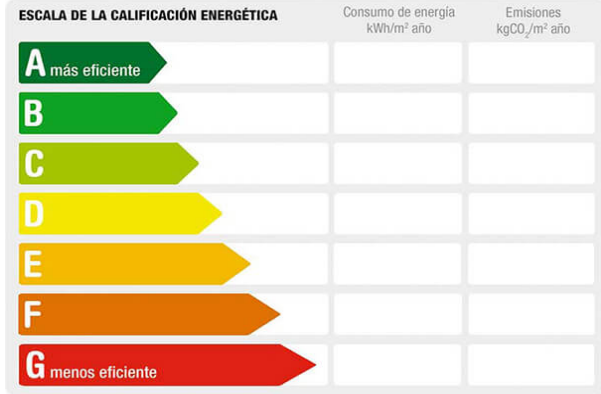 ESCALA DE LA CALIFICACIÓN ENERGÉTICA
Consumo de energía
kWh/m² año
Emisiones
kgCO₂/m² año
A más eficiente
B
C
D
E
F
G menos eficiente